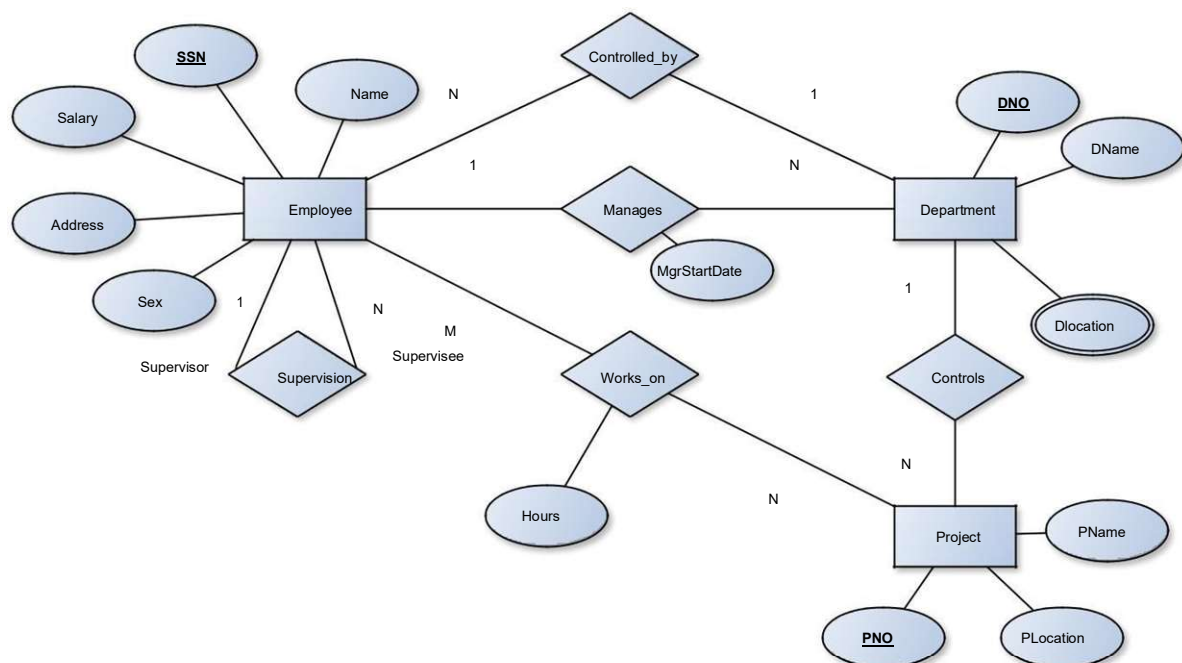 SSN
Controlled_by
Name
N
1
DNO
Salary
DName
1
N
Address
Employee
Manages
Department
MgrStartDate
Sex
1
N
1
Dlocation
M
Supervisee
Supervisor
Supervision
Works_on
Controls
N
N
Hours
PName
Project
PNO
PLocation